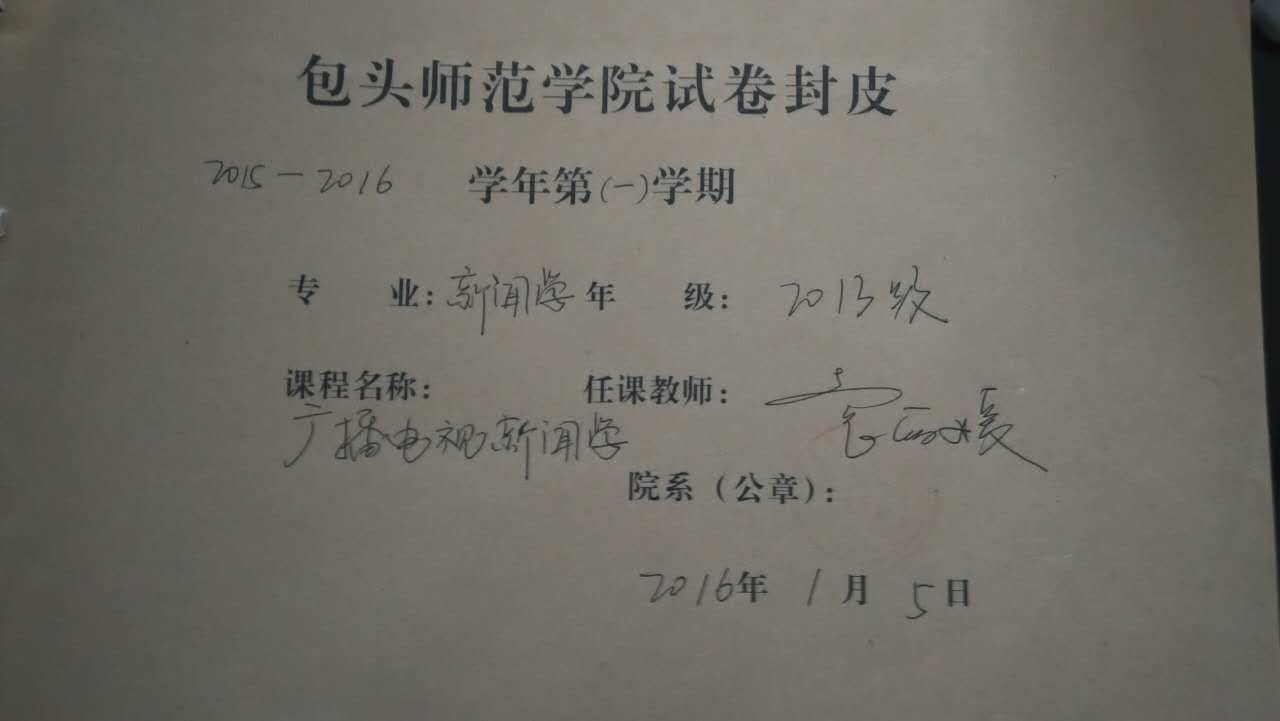 包头师范学院试卷封皮
2015-2016 学年第(一)学期
专 业: 新闻学 年 级: 2013级
课程名称: 任课教师:
广播电视新闻学
院系(公章):
2016年 1月 5日